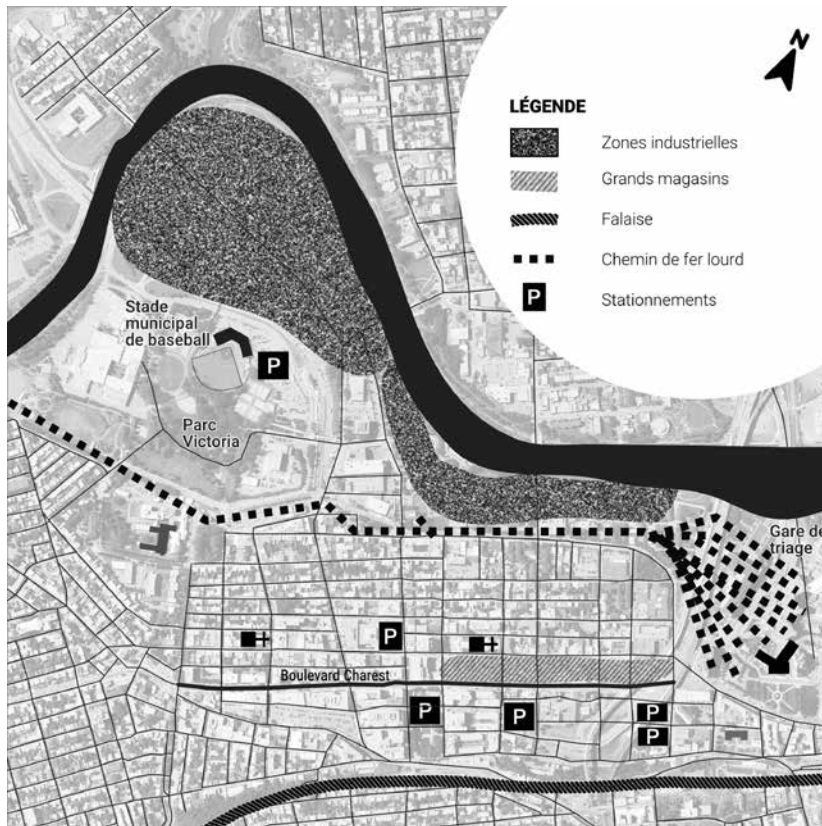 N
LÉGENDE
Zones industrielles
Grands magasins
Falaise
Chemin de fer lourd
P
Stationnements
Stade
municipal
de baseball
P
Parc
Victoria
Gare de
triage
P
Boulevard Charest
P
P
P
P